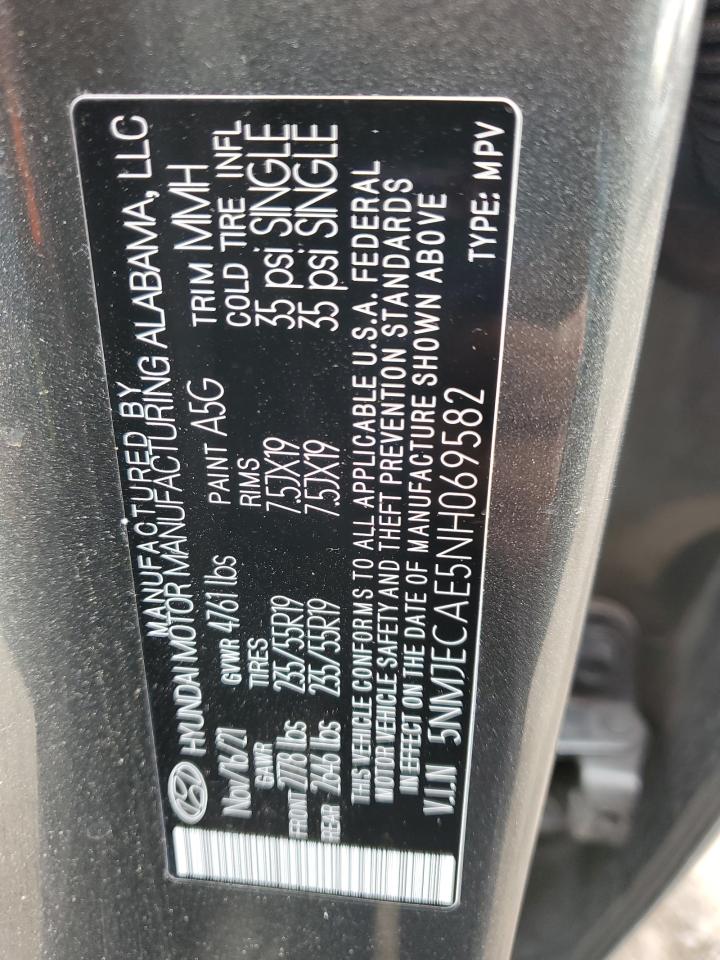 MANUFACTURED BY
HYUNDAI MOTOR MANUFACTURING ALABAMA, LLC
Nov/16/21 GVWR 4761 lbs PAINT A5G TRIM MMH
GAWR TIRES RIMS COLD TIRE INFL
FRONT 2778 lbs 235/55R19 7.5JX19 35 psi SINGLE
REAR 2646 lbs 235/55R19 7.5JX19 35 psi SINGLE
THIS VEHICLE CONFORMS TO ALL APPLICABLE U.S.A. FEDERAL
MOTOR VEHICLE SAFETY AND THEFT PREVENTION STANDARDS
IN EFFECT ON THE DATE OF MANUFACTURE SHOWN ABOVE
V.I.N 5NMJECAE5NH069582 TYPE: MPV